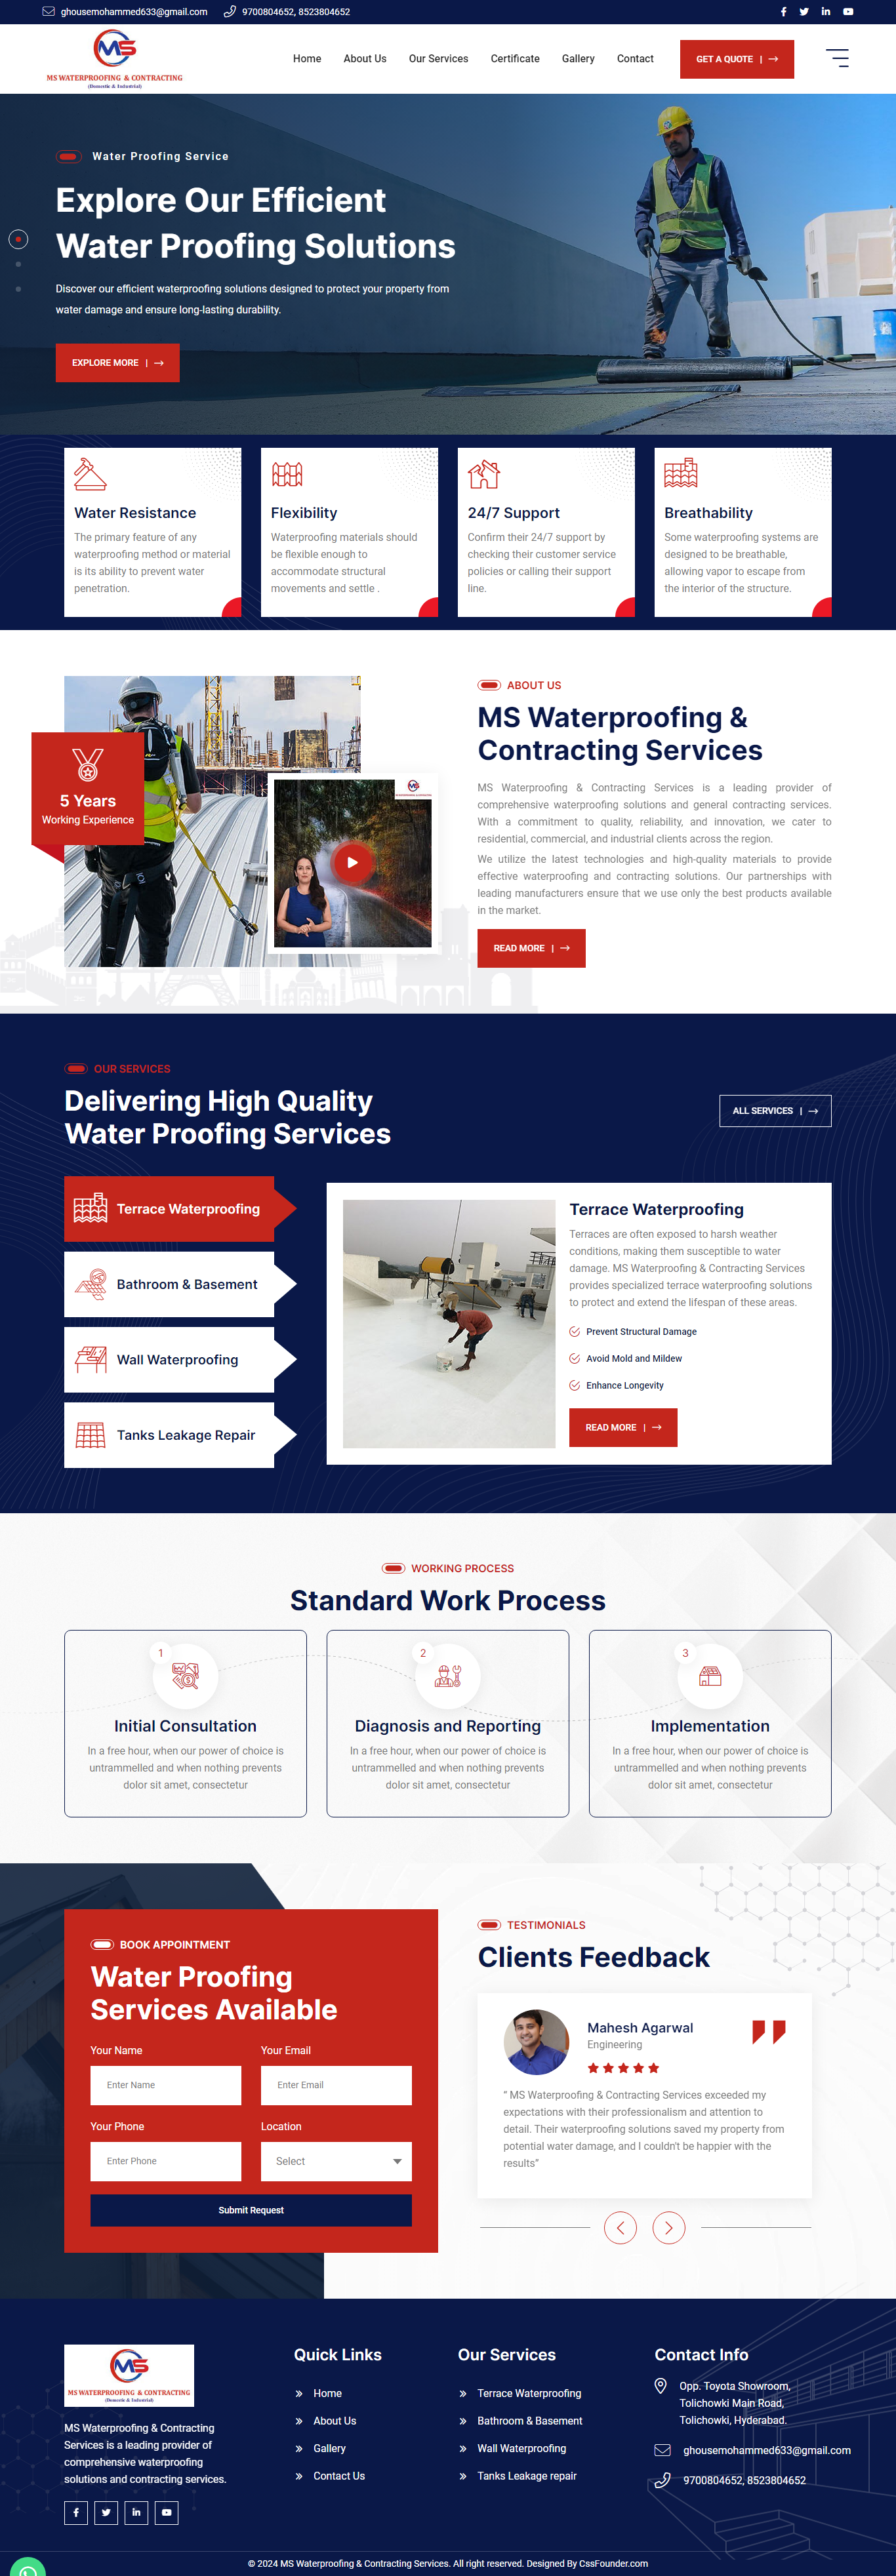 ghousemohammed633@gmail.com 9700804652, 8523804652
MS
MS WATERPROOFING & CONTRACTING
(Domestic & Industrial)
Home About Us Our Services Certificate Gallery Contact GET A QUOTE |
Water Proofing Service
Explore Our Efficient
Water Proofing Solutions
Discover our efficient waterproofing solutions designed to protect your property from
water damage and ensure long-lasting durability.
EXPLORE MORE |
Water Resistance
The primary feature of any
waterproofing method or material
is its ability to prevent water
penetration.
Flexibility
Waterproofing materials should
be flexible enough to
accommodate structural
movements and settle .
24/7 Support
Confirm their 24/7 support by
checking their customer service
policies or calling their support
line.
Breathability
Some waterproofing systems are
designed to be breathable,
allowing vapor to escape from
the interior of the structure.
5 Years
Working Experience
MS
ABOUT US
MS Waterproofing &
Contracting Services
MS Waterproofing & Contracting Services is a leading provider of
comprehensive waterproofing solutions and general contracting services.
With a commitment to quality, reliability, and innovation, we cater to
residential, commercial, and industrial clients across the region.
We utilize the latest technologies and high-quality materials to provide
effective waterproofing and contracting solutions. Our partnerships with
leading manufacturers ensure that we use only the best products available
in the market.
READ MORE |
OUR SERVICES
Delivering High Quality
Water Proofing Services
ALL SERVICES |
Terrace Waterproofing
Bathroom & Basement
Wall Waterproofing
Tanks Leakage Repair
Terrace Waterproofing
Terraces are often exposed to harsh weather
conditions, making them susceptible to water
damage. MS Waterproofing & Contracting Services
provides specialized terrace waterproofing solutions
to protect and extend the lifespan of these areas.
Prevent Structural Damage
Avoid Mold and Mildew
Enhance Longevity
READ MORE |
WORKING PROCESS
Standard Work Process
1
Initial Consultation
In a free hour, when our power of choice is
untrammelled and when nothing prevents
dolor sit amet, consectetur
2
Diagnosis and Reporting
In a free hour, when our power of choice is
untrammelled and when nothing prevents
dolor sit amet, consectetur
3
Implementation
In a free hour, when our power of choice is
untrammelled and when nothing prevents
dolor sit amet, consectetur
BOOK APPOINTMENT
Water Proofing
Services Available
Your Name Your Email
Enter Name Enter Email
Your Phone Location
Enter Phone Select
Submit Request
TESTIMONIALS
Clients Feedback
Mahesh Agarwal
Engineering
" MS Waterproofing & Contracting Services exceeded my
expectations with their professionalism and attention to
detail. Their waterproofing solutions saved my property from
potential water damage, and I couldn't be happier with the
results"
MS
MS WATERPROOFING & CONTRACTING
(Domestic & Industrial)
MS Waterproofing & Contracting
Services is a leading provider of
comprehensive waterproofing
solutions and contracting services.
Quick Links
Home
About Us
Gallery
Contact Us
Our Services
Terrace Waterproofing
Bathroom & Basement
Wall Waterproofing
Tanks Leakage repair
Contact Info
Opp. Toyota Showroom,
Tolichowki Main Road,
Tolichowki, Hyderabad.
ghousemohammed633@gmail.com
9700804652, 8523804652
© 2024 MS Waterproofing & Contracting Services. All right reserved. Designed By CssFounder.com